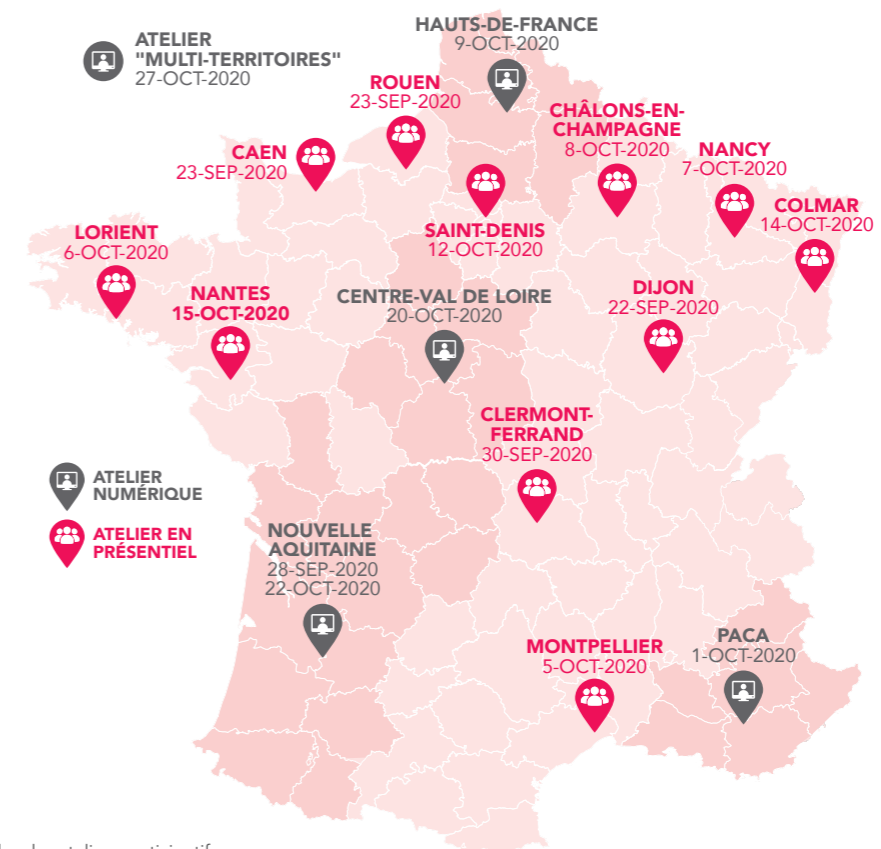 ATELIER
"MULTI-TERRITOIRES"
27-OCT-2020
HAUTS-DE-FRANCE
9-OCT-2020
ROUEN
23-SEP-2020
CHÂLONS-EN-
CHAMPAGNE
8-OCT-2020
CAEN
23-SEP-2020
NANCY
7-OCT-2020
COLMAR
14-OCT-2020
LORIENT
6-OCT-2020
SAINT-DENIS
12-OCT-2020
NANTES
15-OCT-2020
CENTRE-VAL DE LOIRE
20-OCT-2020
DIJON
22-SEP-2020
CLERMONT-
FERRAND
30-SEP-2020
ATELIER
NUMÉRIQUE
ATELIER EN
PRÉSENTIEL
NOUVELLE
AQUITAINE
28-SEP-2020
22-OCT-2020
MONTPELLIER
5-OCT-2020
PACA
1-OCT-2020